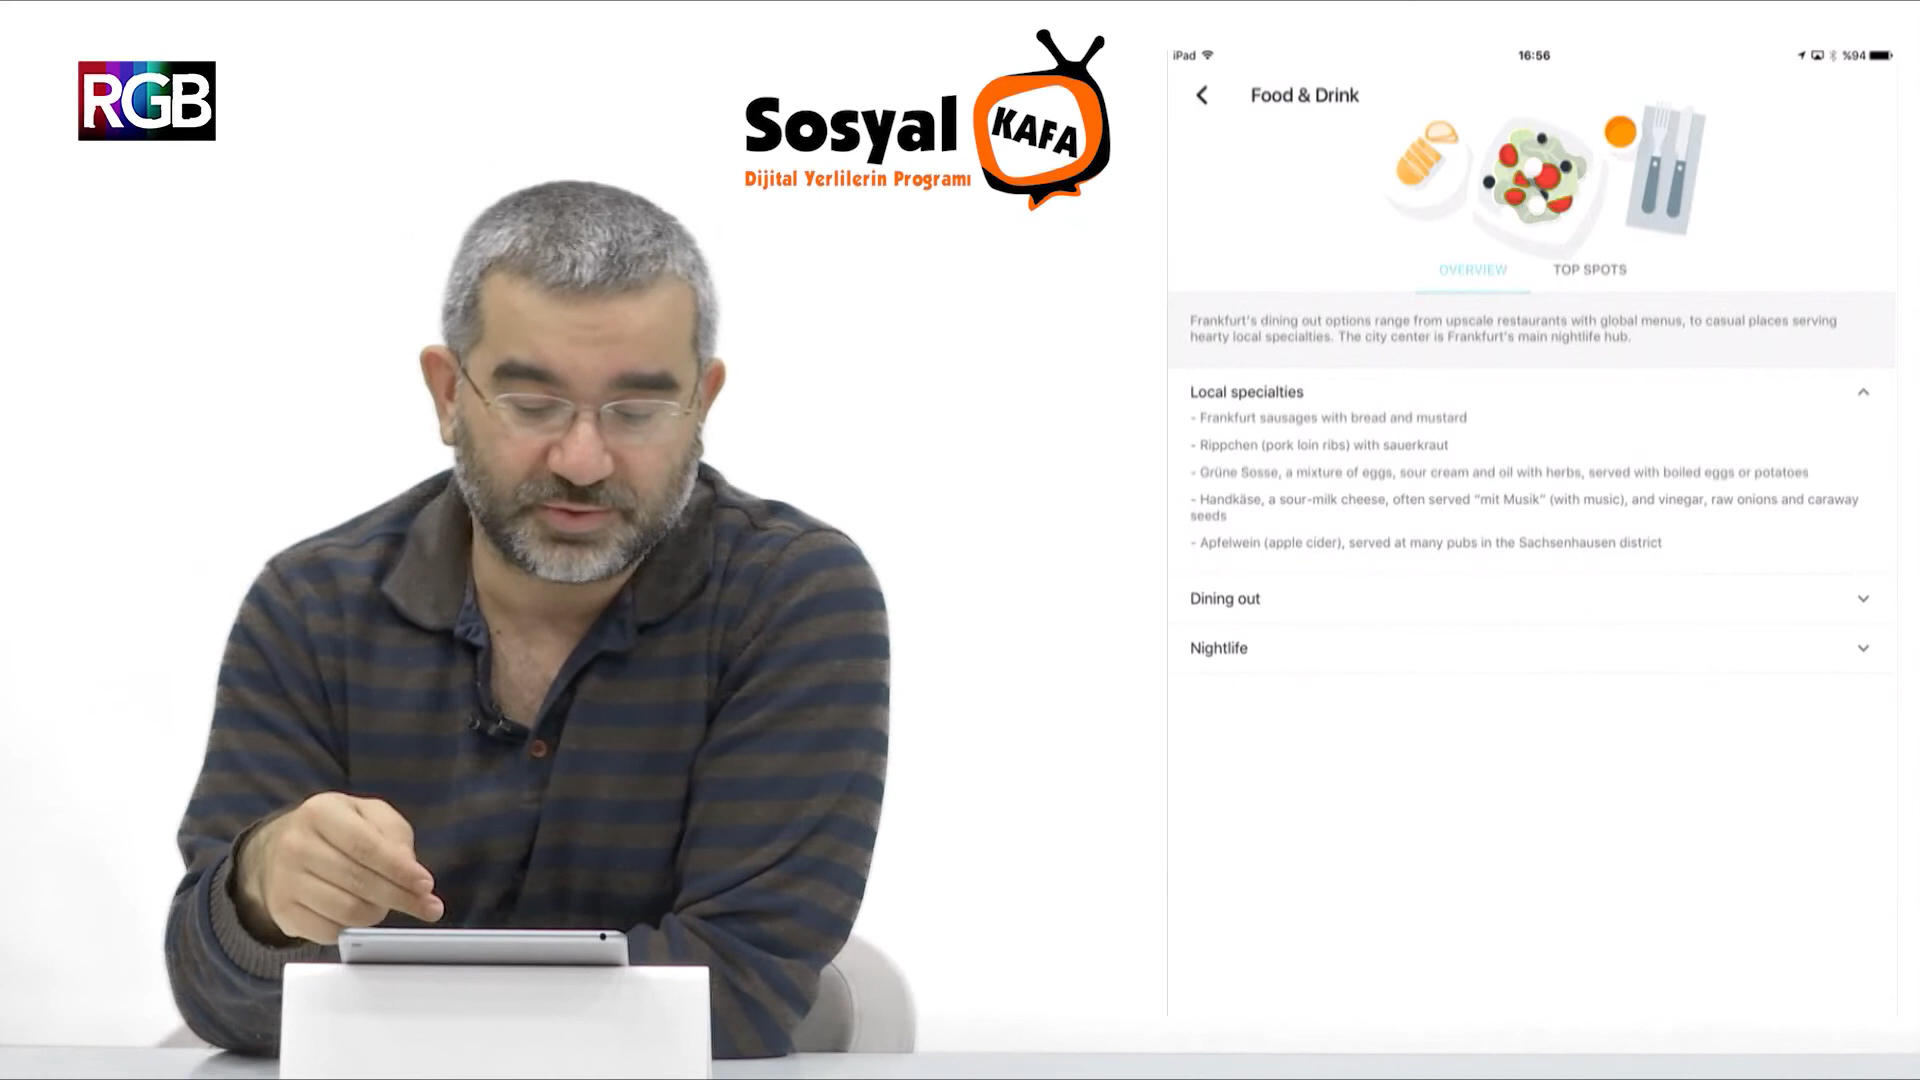 RGB
Sosyal KAFA
Dijital Yerlilerin Programı
iPad 16:56 %94
Food & Drink
OVERVIEW TOP SPOTS
Frankfurt's dining out options range from upscale restaurants with global menus, to casual places serving
hearty local specialties. The city center is Frankfurt's main nightlife hub.
Local specialties
- Frankfurt sausages with bread and mustard
- Rippchen (pork loin ribs) with sauerkraut
- Grüne Sosse, a mixture of eggs, sour cream and oil with herbs, served with boiled eggs or potatoes
- Handkäse, a sour-milk cheese, often served “mit Musik” (with music), and vinegar, raw onions and caraway
seeds
- Apfelwein (apple cider), served at many pubs in the Sachsenhausen district
Dining out
Nightlife